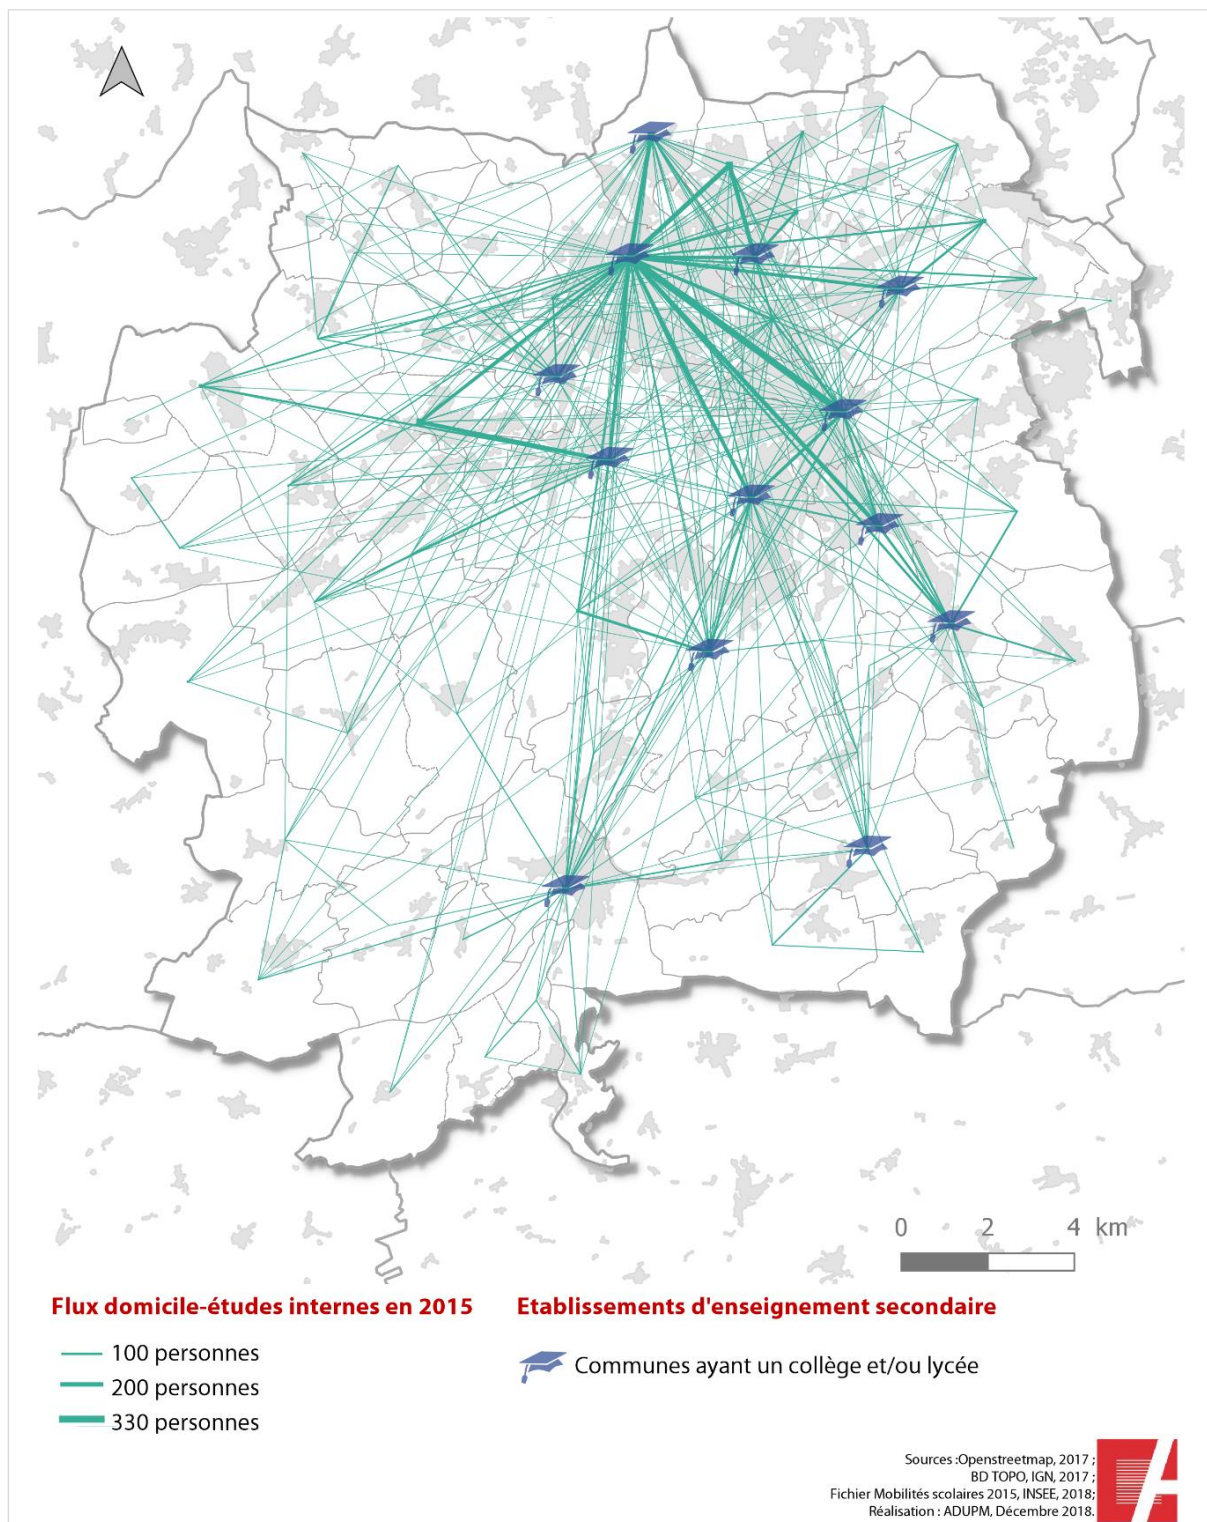 0 2 4 km
Flux domicile-études internes en 2015
100 personnes
200 personnes
330 personnes
Etablissements d'enseignement secondaire
Communes ayant un collège et/ou lycée
Sources :Openstreetmap, 2017 ;
BD TOPO, IGN, 2017 ;
Fichier Mobilités scolaires 2015, INSEE, 2018;
Réalisation : ADUPM, Décembre 2018.